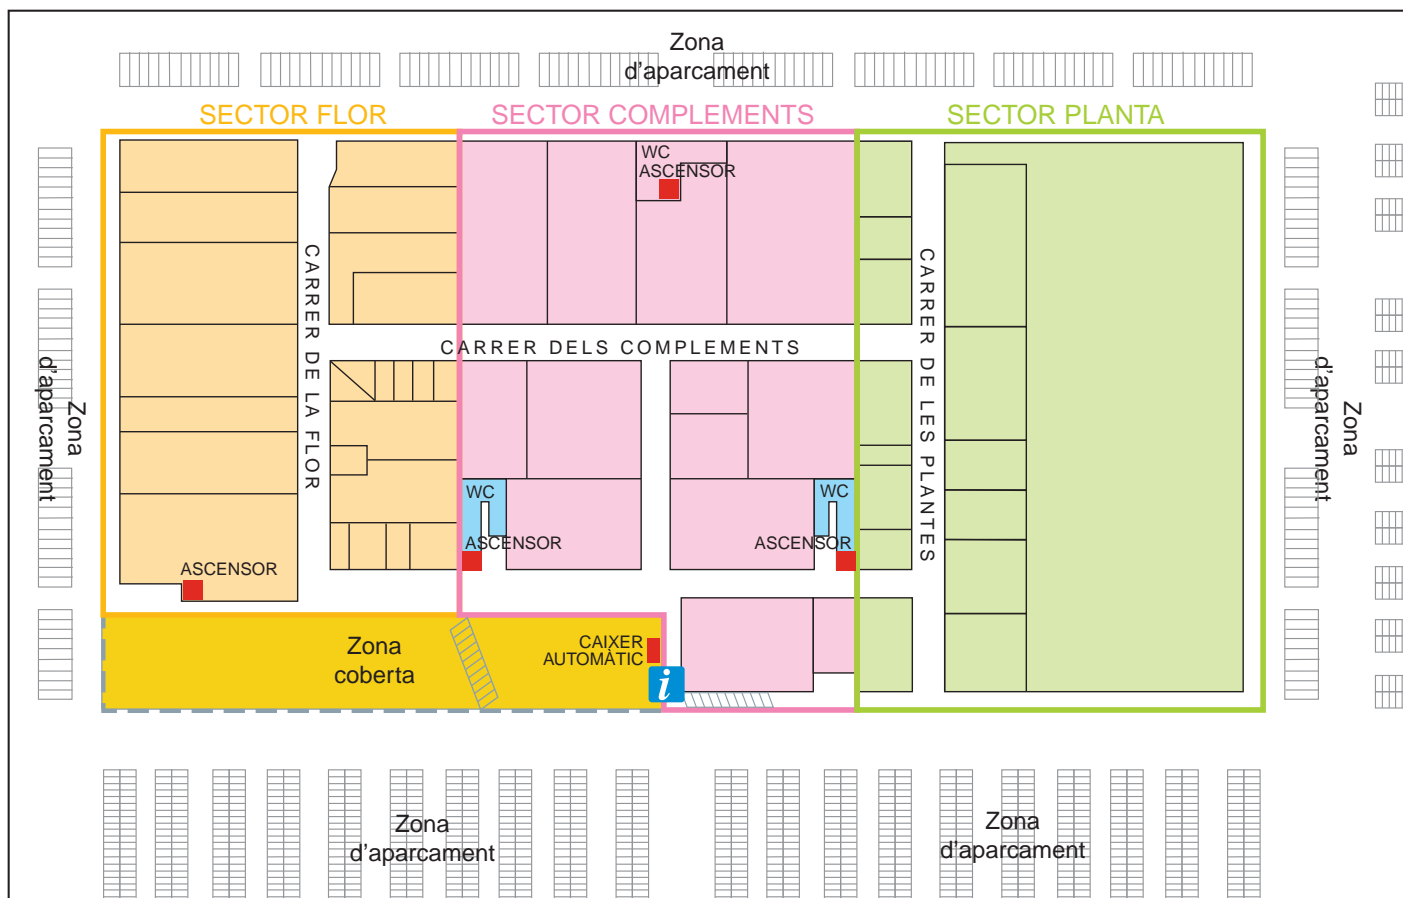 Zona
d'aparcament
SECTOR FLOR
SECTOR COMPLEMENTS
SECTOR PLANTA
WC
ASCENSOR
CARRER DE LA FLOR
CARRER DELS COMPLEMENTS
CARRER DE LES PLANTES
Zona
d'aparcament
Zona
d'aparcament
WC
ASCENSOR
WC
ASCENSOR
ASCENSOR
Zona
coberta
CAIXER
AUTOMÀTIC
i
Zona
d'aparcament
Zona
d'aparcament